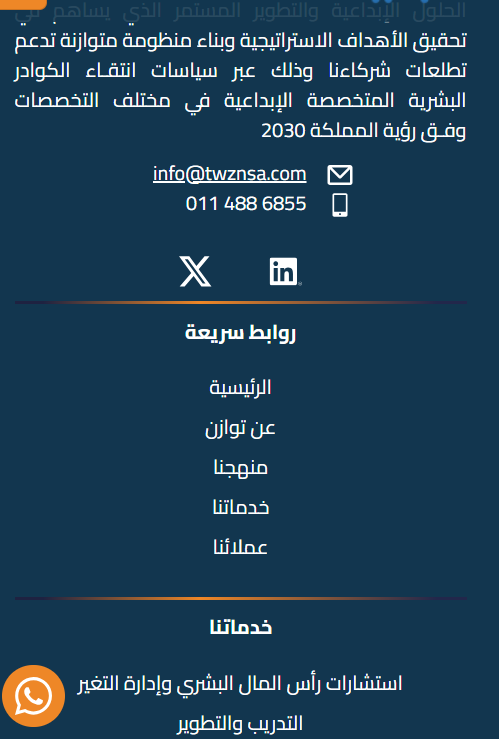 الحلول الإبداعية والتطوير المستمر الذي يساهم في
تحقيق الأهداف الاستراتيجية وبناء منظومة متوازنة تدعم
تطلعات شركاءنا وذلك عبر سياسات انتقـاء الكوادر
البشرية المتخصصة الإبداعية في مختلف التخصصات
وفـق رؤية المملكة 2030
info@twznsa.com
011 488 6855
روابط سريعة
الرئيسية
عن توازن
منهجنا
خدماتنا
عملائنا
خدماتنا
استشارات رأس المال البشري وإدارة التغير
التدريب والتطوير